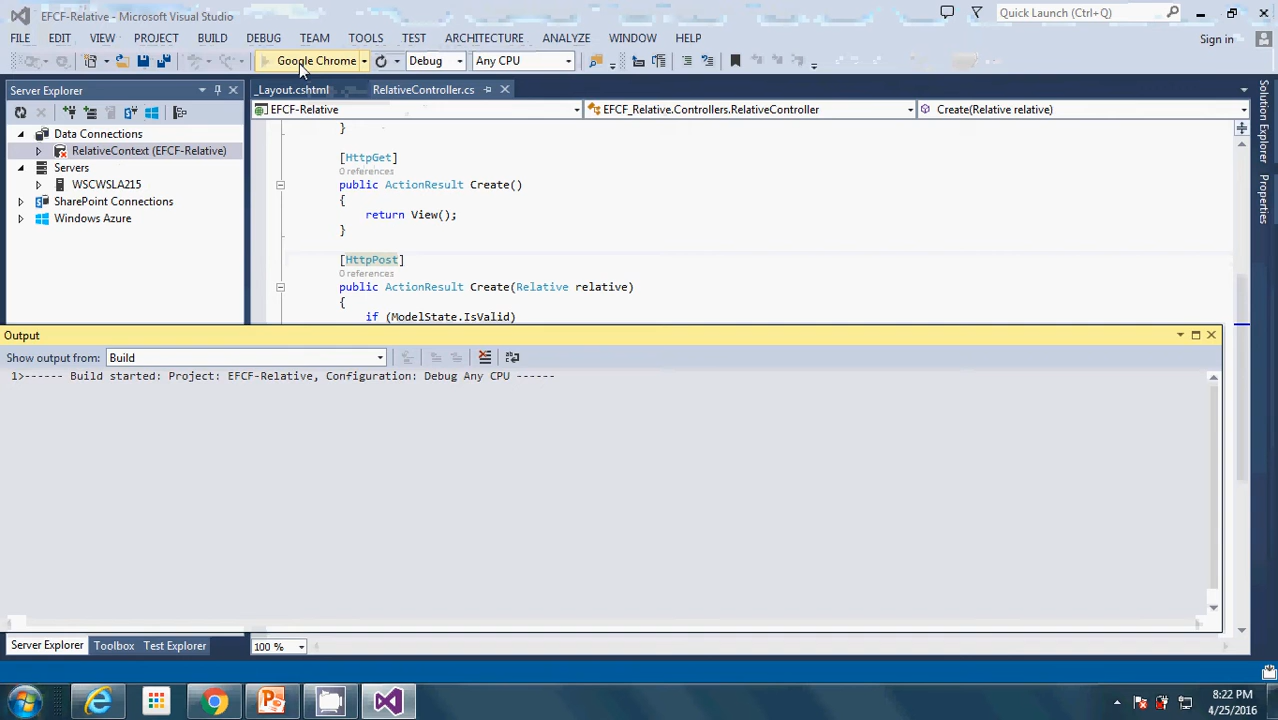 EFCF-Relative - Microsoft Visual Studio
Quick Launch (Ctrl+Q)
FILE EDIT VIEW PROJECT BUILD DEBUG TEAM TOOLS TEST ARCHITECTURE ANALYZE WINDOW HELP
Sign in
Google Chrome Debug Any CPU
Server Explorer
_Layout.cshtml RelativeController.cs
EFCF-Relative EFCF_Relative.Controllers.RelativeController Create(Relative relative)
Data Connections
RelativeContext (EFCF-Relative)
Servers
WSCWSLA215
SharePoint Connections
Windows Azure
}
[HttpGet]
0 references
public ActionResult Create()
{
return View();
}
[HttpPost]
0 references
public ActionResult Create(Relative relative)
{
if (ModelState.IsValid)
Solution Explorer
Properties
Output
Show output from: Build
1>------ Build started: Project: EFCF-Relative, Configuration: Debug Any CPU ------
Server Explorer Toolbox Test Explorer
100 %
8:22 PM
4/25/2016